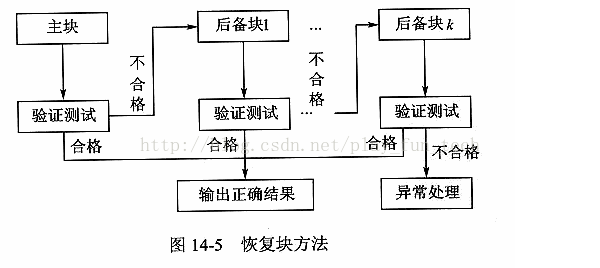 主块
后备块1
…
后备块k
不合格
不合格
验证测试
验证测试
…
验证测试
合格
合格
合格
不合格
输出正确结果
异常处理
图 14-5 恢复块方法